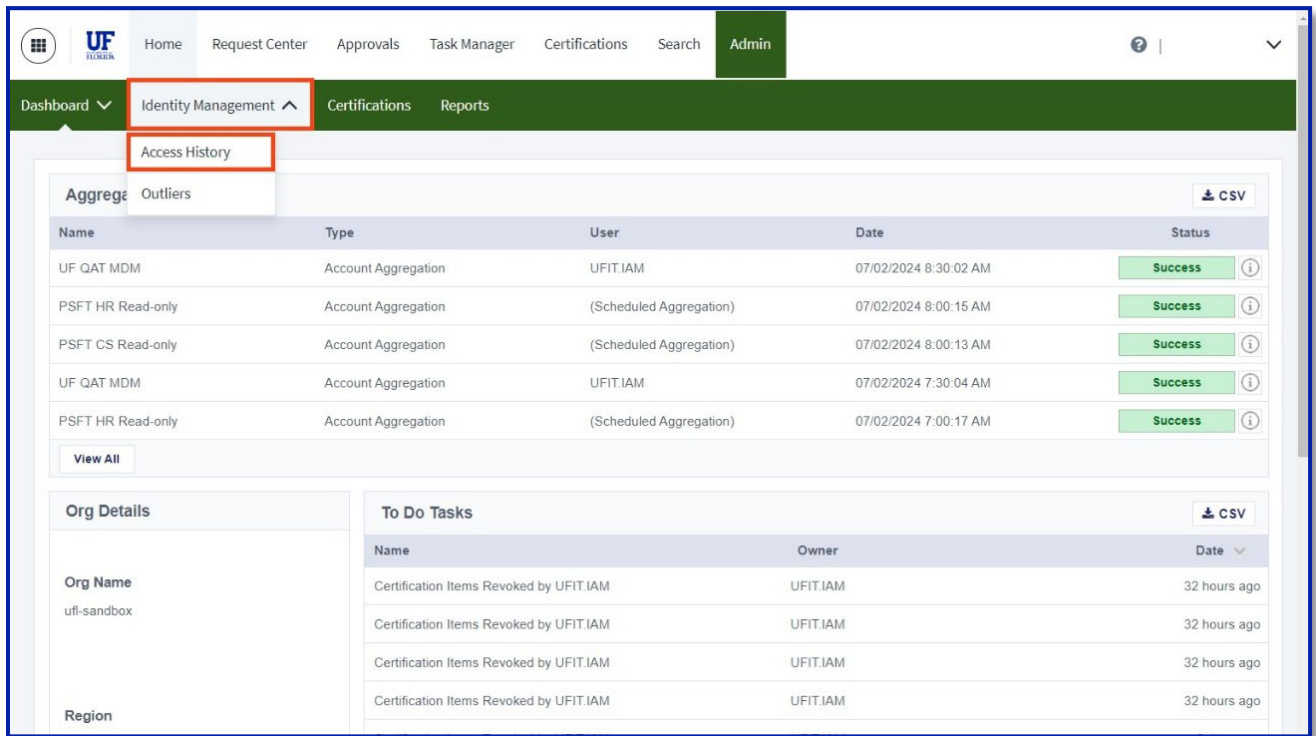 UF Home Request Center Approvals Task Manager Certifications Search Admin
FLORIDA
Dashboard Identity Management Certifications Reports
Access History
Outliers
Aggrega CSV
Name Type User Date Status
UF QAT MDM Account Aggregation UFIT.IAM 07/02/2024 8:30:02 AM Success
PSFT HR Read-only Account Aggregation (Scheduled Aggregation) 07/02/2024 8:00:15 AM Success
PSFT CS Read-only Account Aggregation (Scheduled Aggregation) 07/02/2024 8:00:13 AM Success
UF QAT MDM Account Aggregation UFIT.IAM 07/02/2024 7:30:04 AM Success
PSFT HR Read-only Account Aggregation (Scheduled Aggregation) 07/02/2024 7:00:17 AM Success
View All
Org Details
Org Name
ufl-sandbox
Region
To Do Tasks CSV
Name Owner Date
Certification Items Revoked by UFIT.IAM UFIT.IAM 32 hours ago
Certification Items Revoked by UFIT.IAM UFIT.IAM 32 hours ago
Certification Items Revoked by UFIT.IAM UFIT.IAM 32 hours ago
Certification Items Revoked by UFIT.IAM UFIT.IAM 32 hours ago